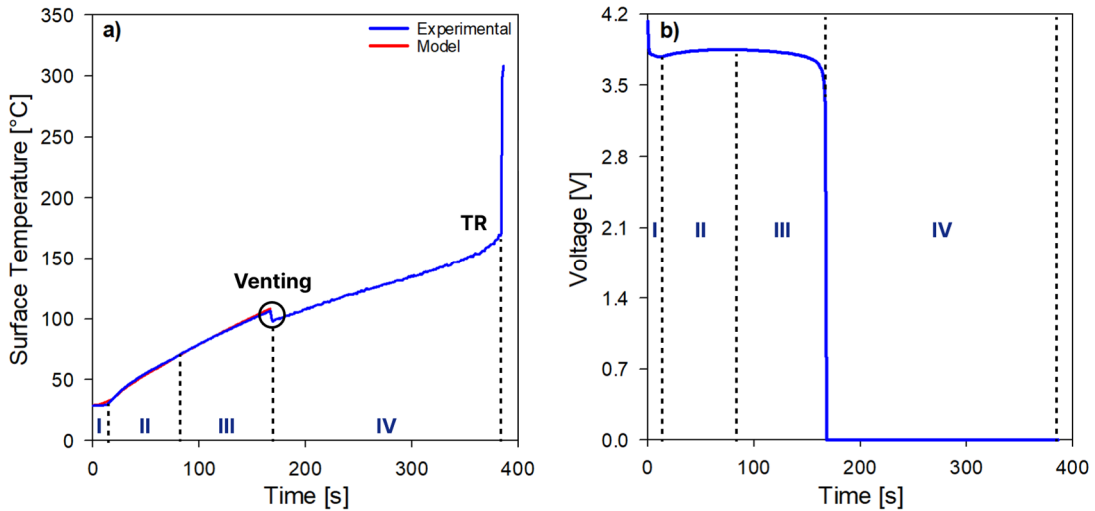 a)
Experimental
Model
Surface Temperature [°C]
350
300
250
200
150
100
50
0
TR
Venting
I II III IV
0 100 200 300 400
Time [s]
b)
Voltage [V]
4.2
3.5
2.8
2.1
1.4
0.7
0.0
I II III IV
0 100 200 300 400
Time [s]